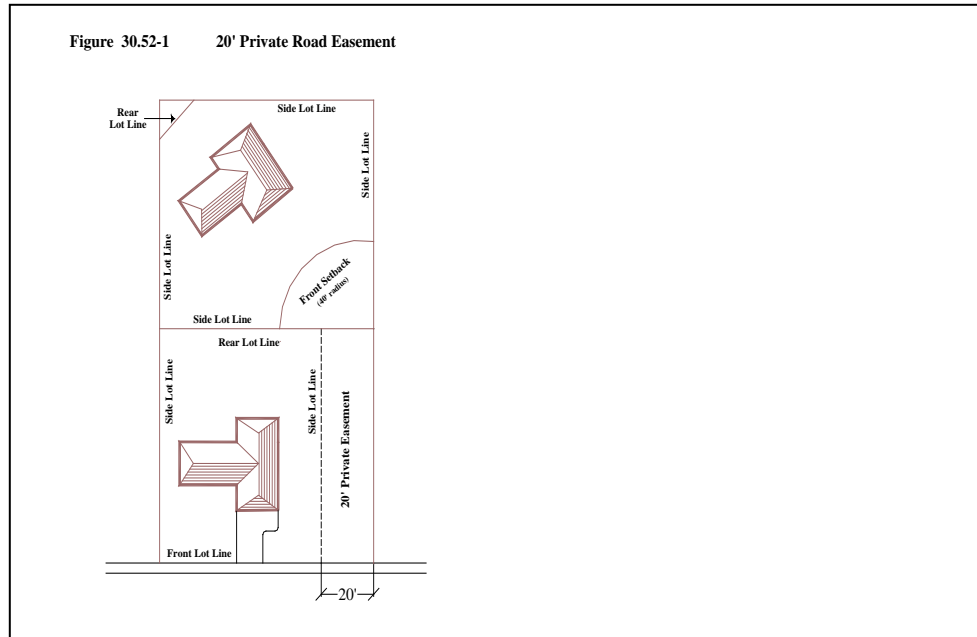 Figure 30.52-1 20' Private Road Easement
Side Lot Line
Rear
Lot Line
Side Lot Line
Side Lot Line
Front Setback
(40' radius)
Side Lot Line
Rear Lot Line
Side Lot Line
Side Lot Line
20' Private Easement
Front Lot Line
20'